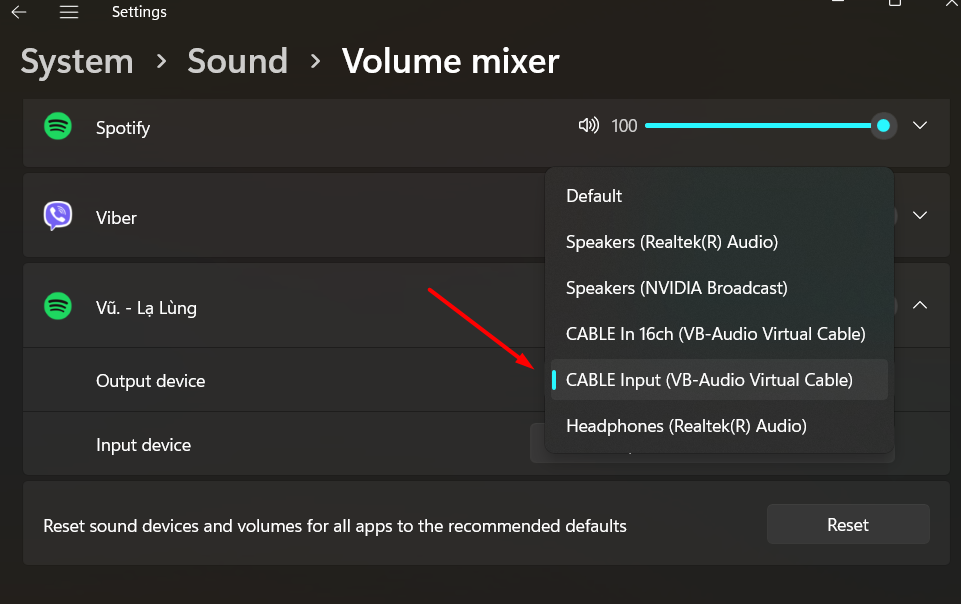 Settings
System > Sound > Volume mixer
Spotify
100
Viber
Vũ. - Lạ Lùng
Output device
Input device
Default
Speakers (Realtek(R) Audio)
Speakers (NVIDIA Broadcast)
CABLE In 16ch (VB-Audio Virtual Cable)
CABLE Input (VB-Audio Virtual Cable)
Headphones (Realtek(R) Audio)
Reset sound devices and volumes for all apps to the recommended defaults
Reset